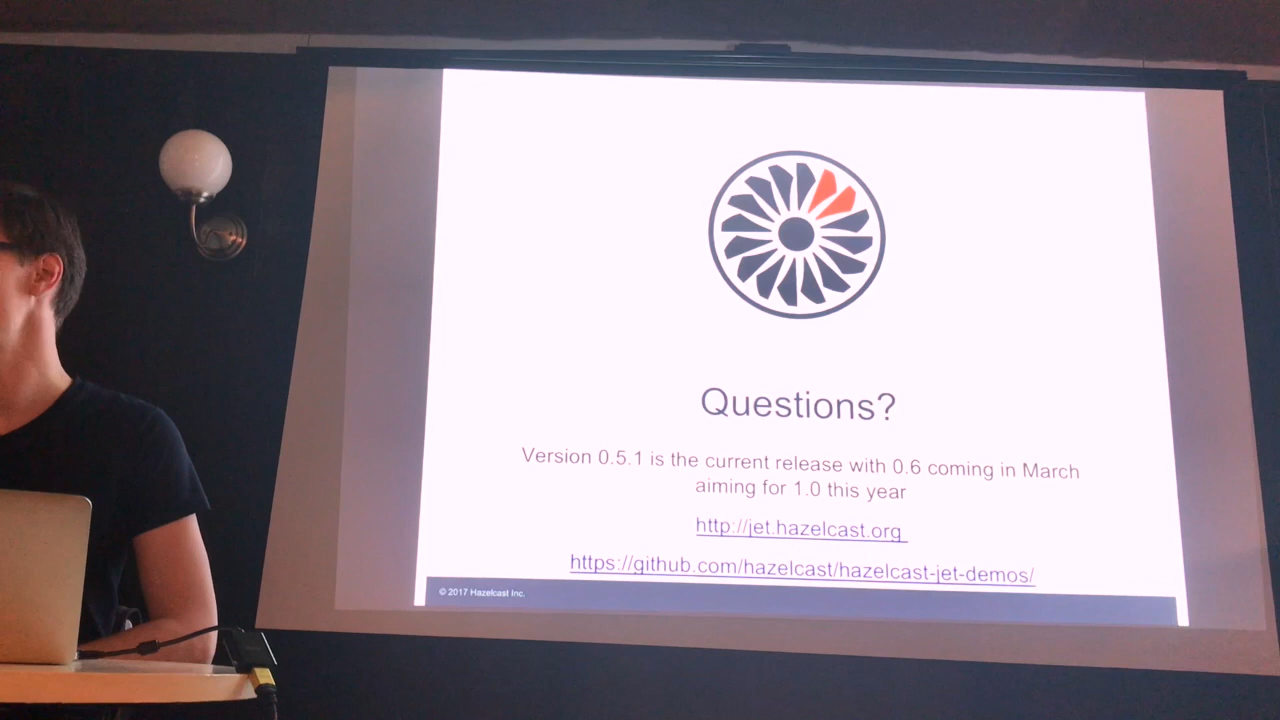 Questions?
Version 0.5.1 is the current release with 0.6 coming in March
aiming for 1.0 this year
http://jet.hazelcast.org
https://github.com/hazelcast/hazelcast-jet-demos/
© 2017 Hazelcast Inc.